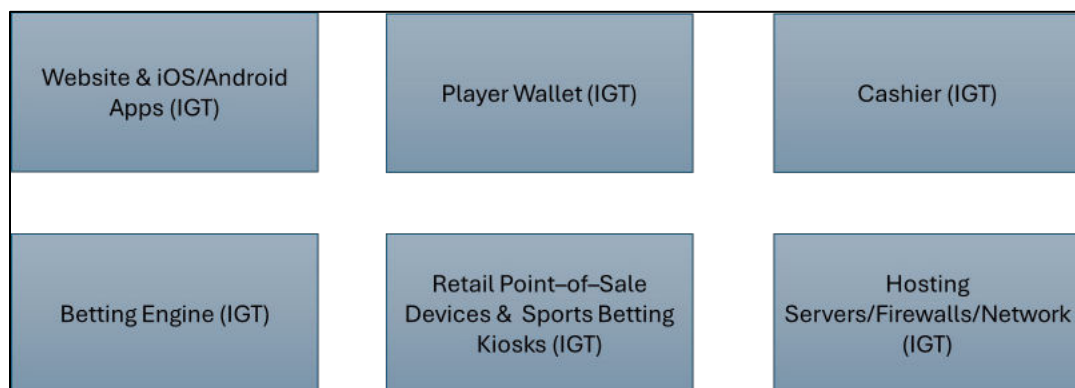 Website & iOS/Android
Apps (IGT)
Player Wallet (IGT)
Cashier (IGT)
Betting Engine (IGT)
Retail Point–of–Sale
Devices & Sports Betting
Kiosks (IGT)
Hosting
Servers/Firewalls/Network
(IGT)